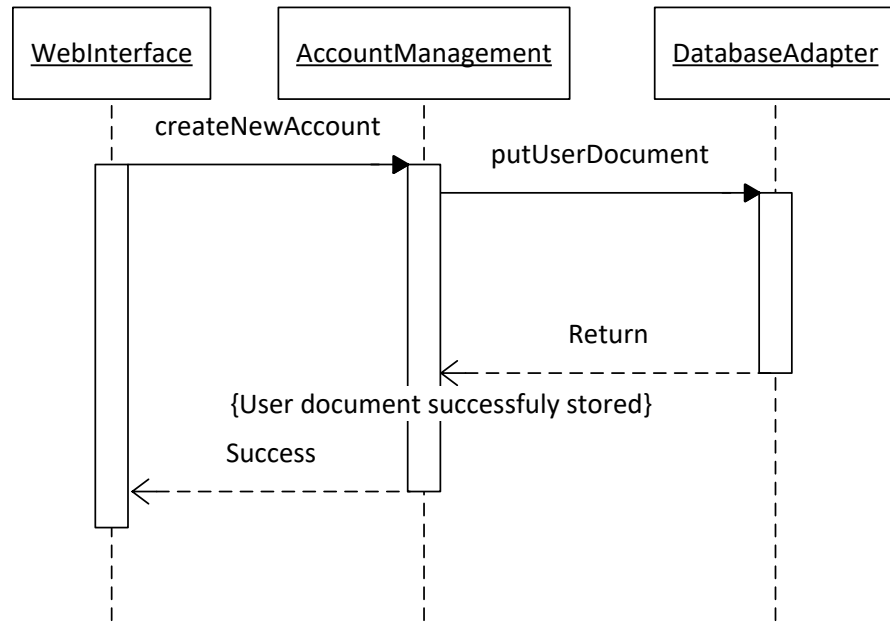 WebInterface
AccountManagement
DatabaseAdapter
createNewAccount
putUserDocument
Return
{User document successfuly stored}
Success